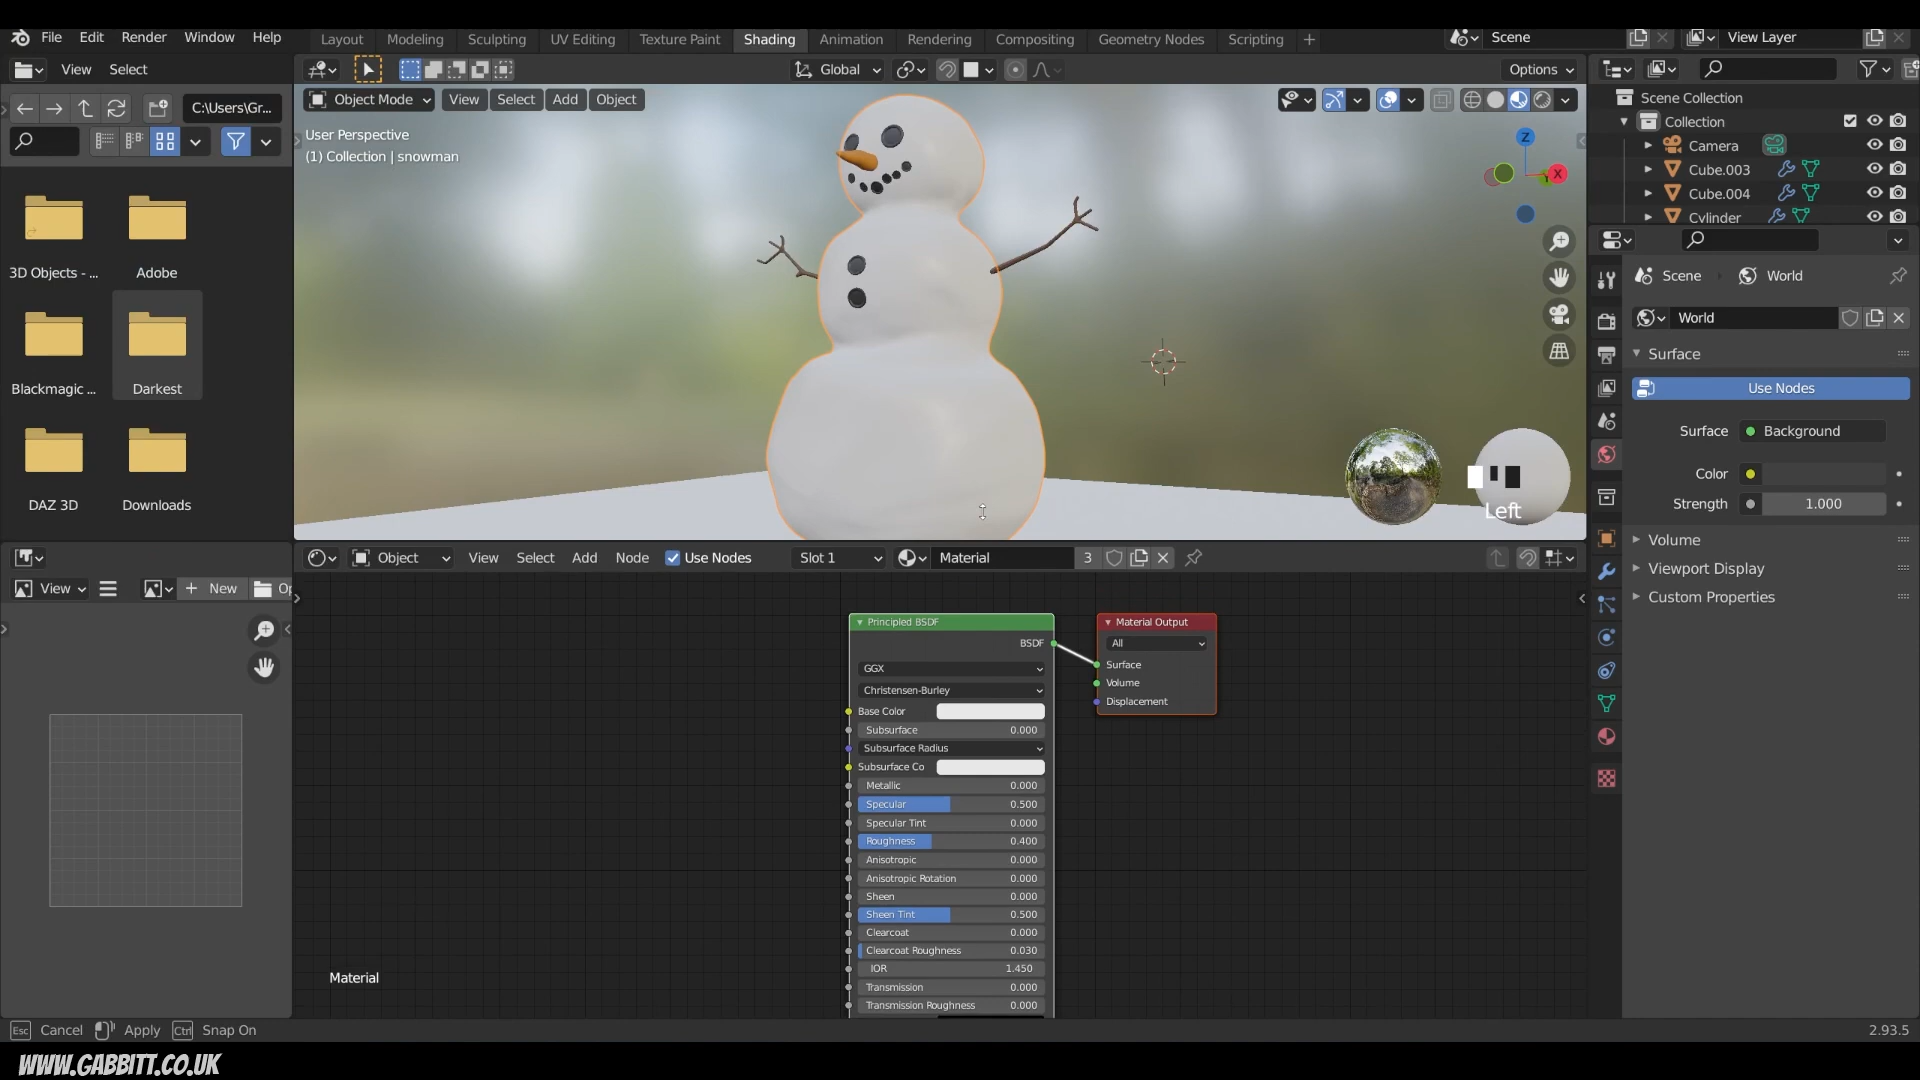 File Edit Render Window Help
Layout Modeling Sculpting UV Editing Texture Paint Shading Animation Rendering Compositing Geometry Nodes Scripting +
Scene
View Layer
View Select
Global
Options
C:\Users\Gr...
Object Mode View Select Add Object
User Perspective
(1) Collection | snowman
Z
X
Scene Collection
Collection
Camera
Cube.003
Cube.004
Cylinder
3D Objects - ...
Adobe
Blackmagic ...
Darkest
DAZ 3D
Downloads
Scene
World
World
Surface
Use Nodes
Surface Background
Color
Strength 1.000
Volume
Viewport Display
Custom Properties
Left
View + New Op
Object View Select Add Node Use Nodes Slot 1 Material 3
Principled BSDF
BSDF
GGX
Christensen-Burley
Base Color
Subsurface 0.000
Subsurface Radius
Subsurface Co
Metallic 0.000
Specular 0.500
Specular Tint 0.000
Roughness 0.400
Anisotropic 0.000
Anisotropic Rotation 0.000
Sheen 0.000
Sheen Tint 0.500
Clearcoat 0.000
Clearcoat Roughness 0.030
IOR 1.450
Transmission 0.000
Transmission Roughness 0.000
Material Output
All
Surface
Volume
Displacement
Material
Esc Cancel Apply Ctrl Snap On
2.93.5
WWW.GABBITT.CO.UK